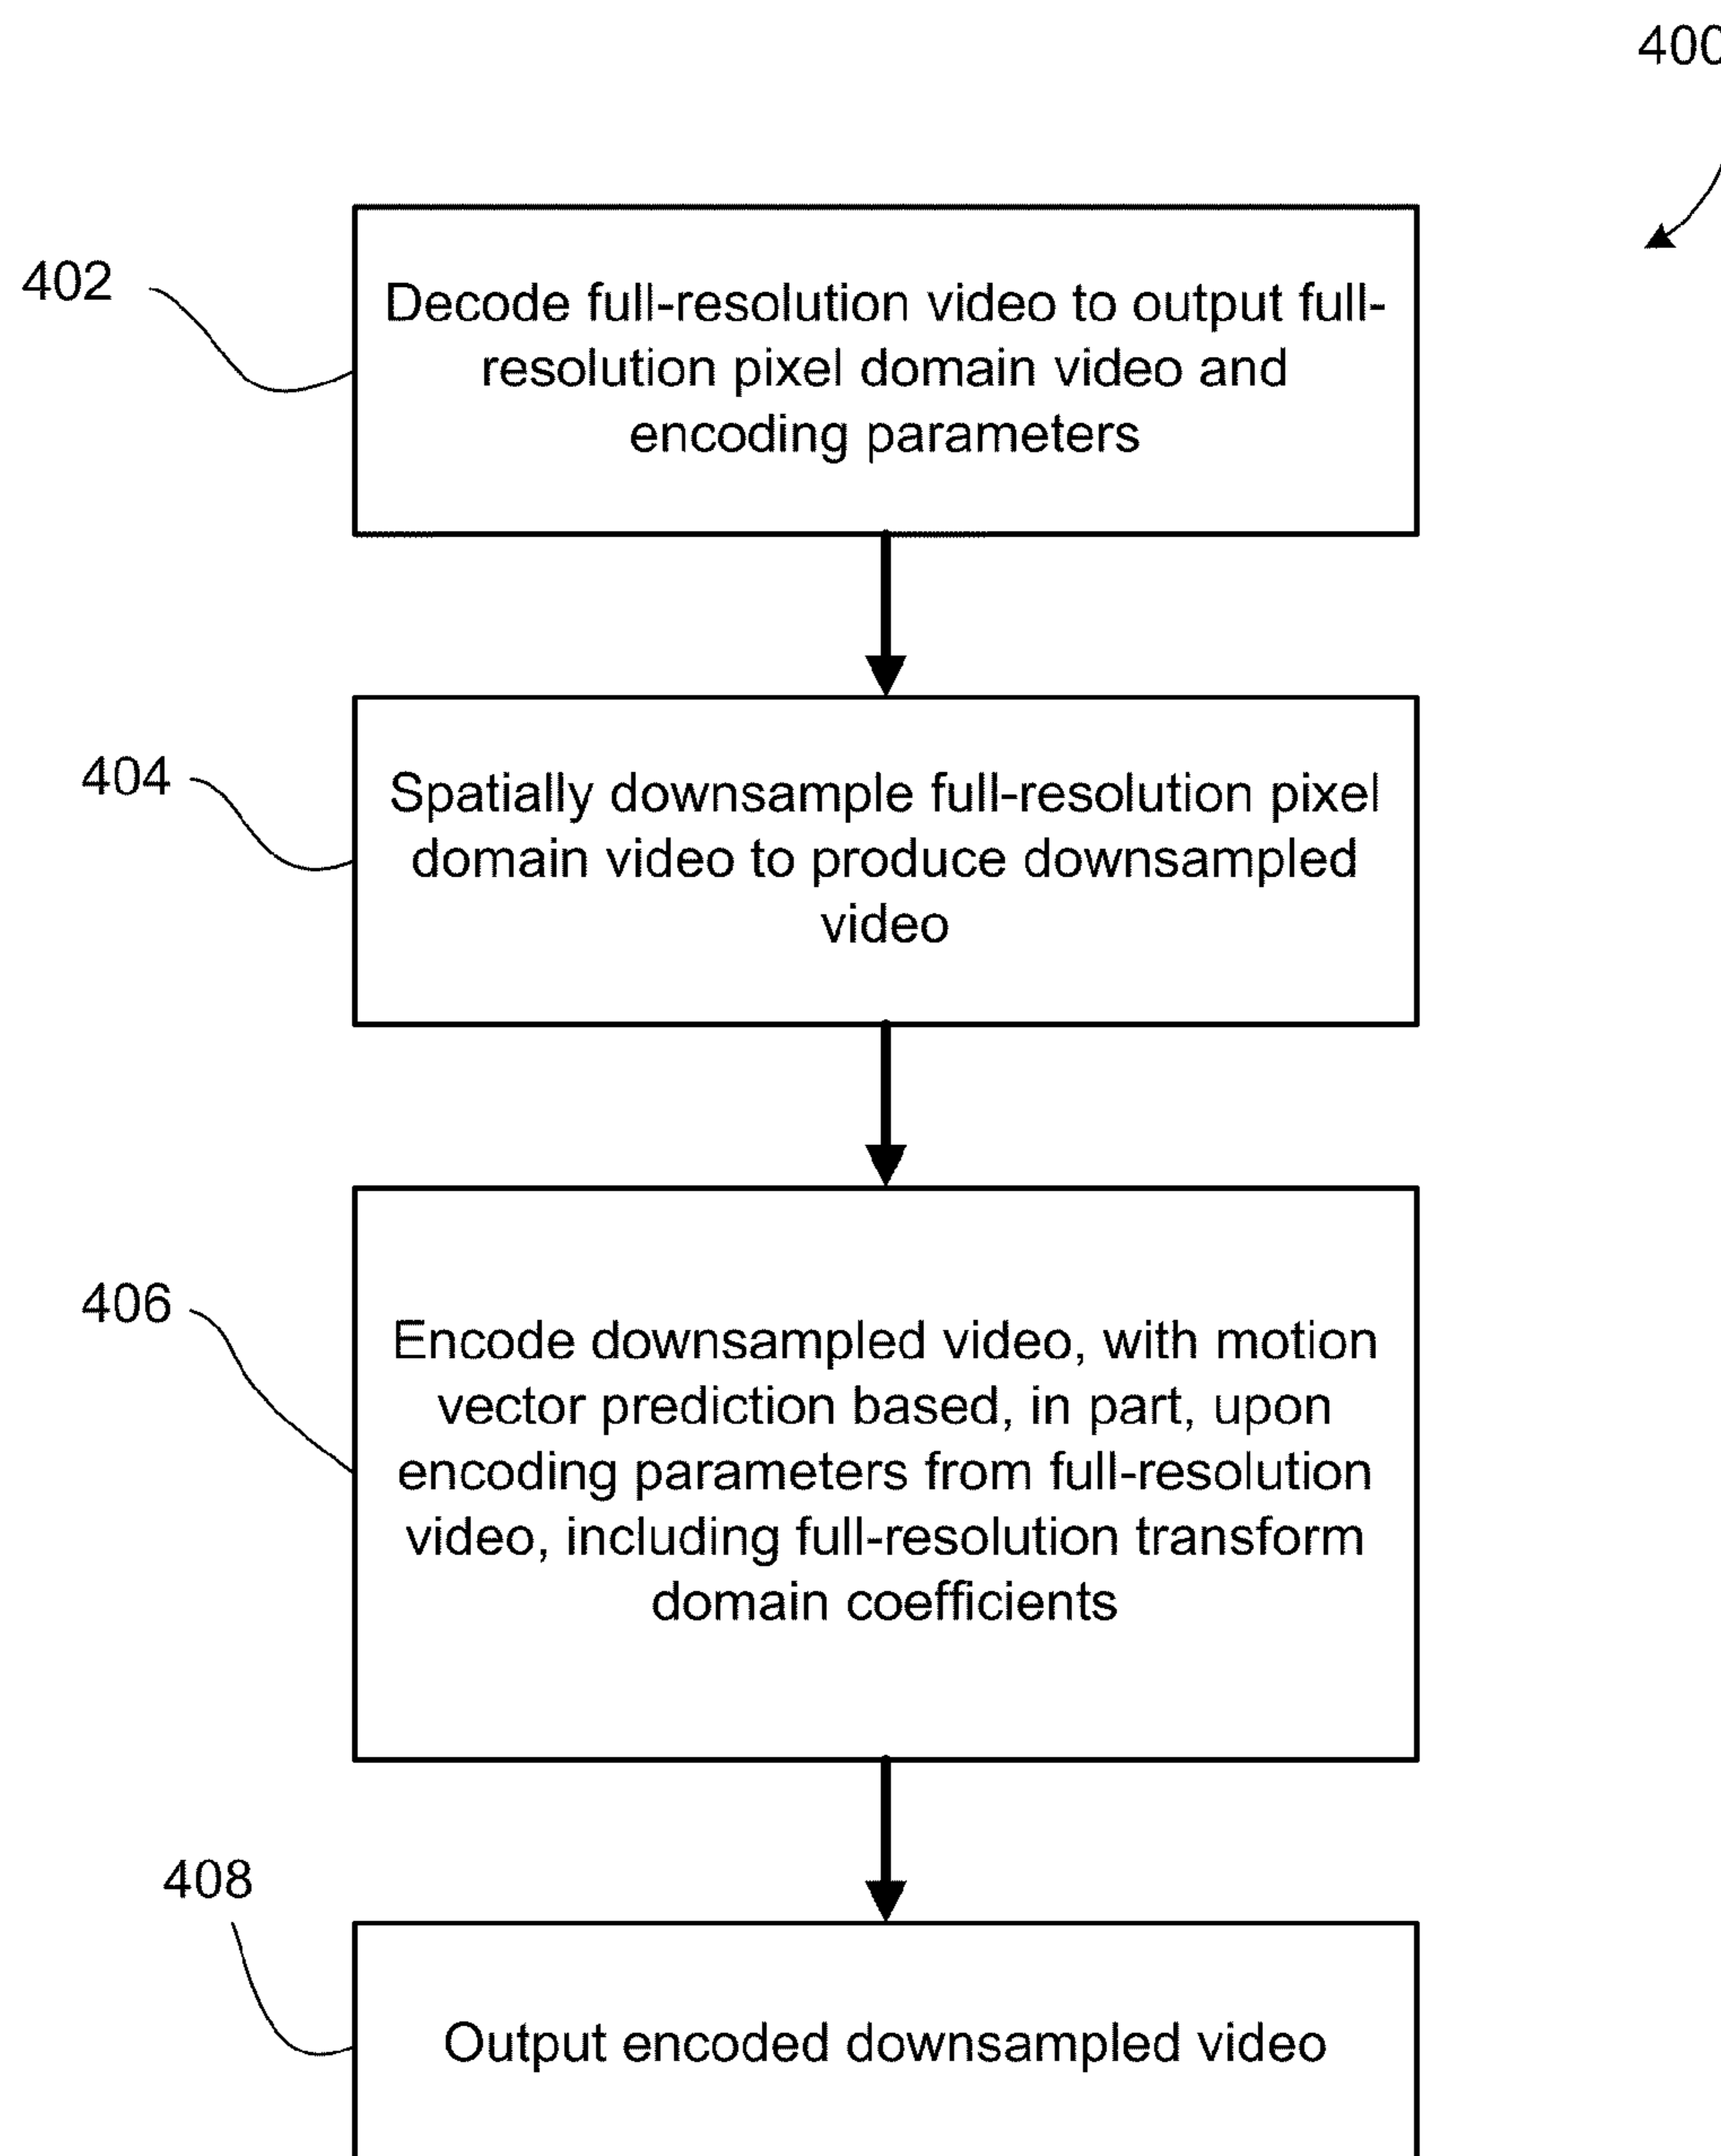 400
402
Decode full-resolution video to output full-
resolution pixel domain video and
encoding parameters
404
Spatially downsample full-resolution pixel
domain video to produce downsampled
video
406
Encode downsampled video, with motion
vector prediction based, in part, upon
encoding parameters from full-resolution
video, including full-resolution transform
domain coefficients
408
Output encoded downsampled video